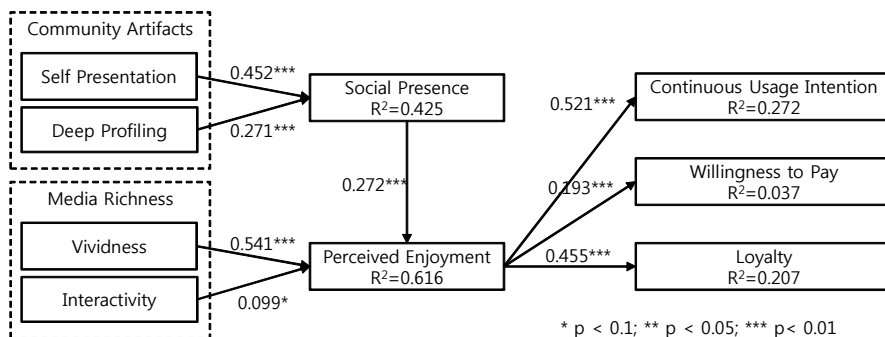 Community Artifacts
Self Presentation
Deep Profiling
0.452***
0.271***
Social Presence
R²=0.425
0.272***
Media Richness
Vividness
Interactivity
0.541***
0.099*
Perceived Enjoyment
R²=0.616
0.521***
0.193***
0.455***
Continuous Usage Intention
R²=0.272
Willingness to Pay
R²=0.037
Loyalty
R²=0.207
* p < 0.1; ** p < 0.05; *** p< 0.01